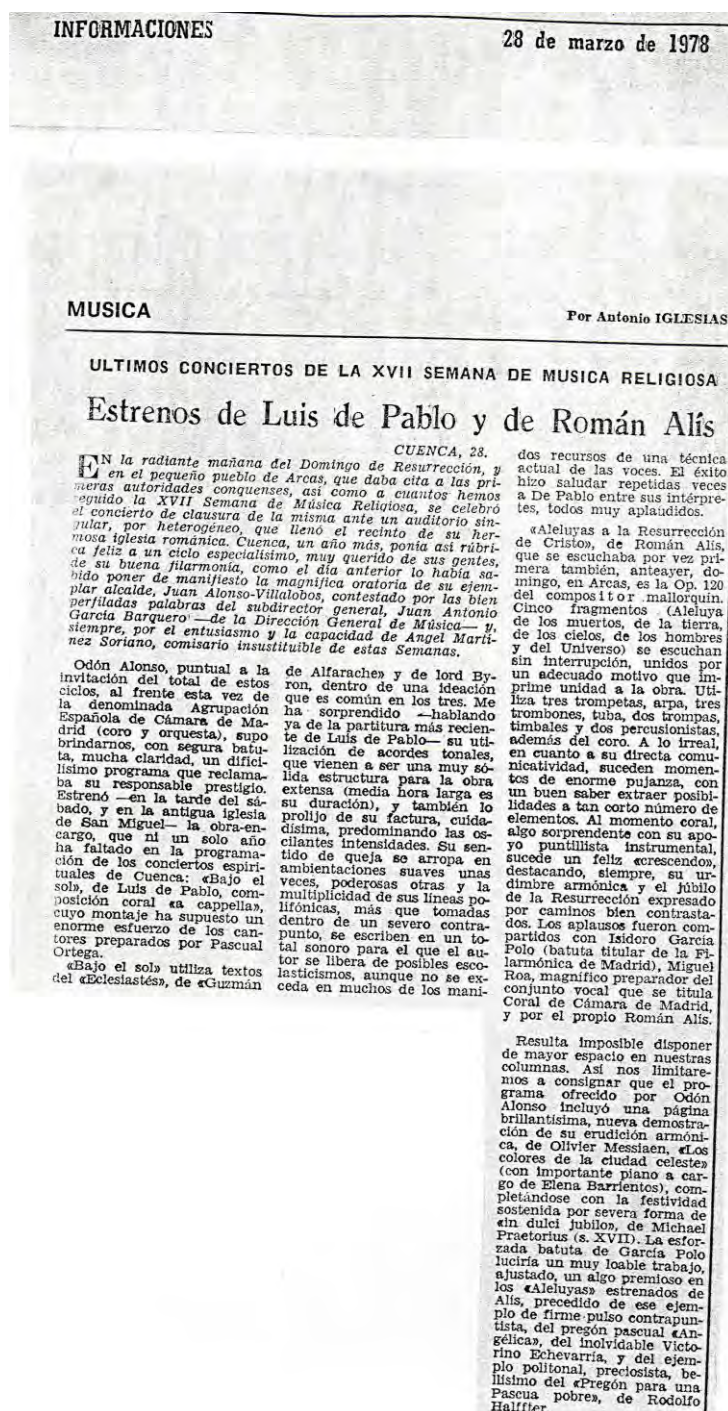 INFORMACIONES
28 de marzo de 1978
MUSICA
Por Antonio IGLESIAS
ULTIMOS CONCIERTOS DE LA XVII SEMANA DE MUSICA RELIGIOSA
Estrenos de Luis de Pablo y de Román Alís
CUENCA, 28.
EN la radiante mañana del Domingo de Resurrección, y
en el pequeño pueblo de Arcas, que daba cita a las pri-
meras autoridades conquenses, así como a cuantos hemos
seguido la XVII Semana de Música Religiosa, se celebró
el concierto de clausura de la misma ante un auditorio sin-
gular, por heterogéneo, que llenó el recinto de su her-
mosa iglesia románica. Cuenca, un año más, ponía así rúbri-
ca feliz a un ciclo especialísimo, muy querido de sus gentes,
de su buena filarmonía, como el día anterior lo había sa-
bido poner de manifiesto la magnífica oratoria de su ejem-
plar alcalde, Juan Alonso-Villalobos, contestado por las bien
perfiladas palabras del subdirector general, Juan Antonio
García Barquero —de la Dirección General de Música— y,
siempre, por el entusiasmo y la capacidad de Angel Martí-
nez Soriano, comisario insustituible de estas Semanas.
Odón Alonso, puntual a la
invitación del total de estos
ciclos, al frente esta vez de
la denominada Agrupación
Española de Cámara de Ma-
drid (coro y orquesta), supo
brindarnos, con segura batu-
ta, mucha claridad, un dificí-
lísimo programa que reclama-
ba su responsable prestigio.
Estrenó —en la tarde del sá-
bado, y en la antigua iglesia
de San Miguel— la obra-en-
cargo, que ni un solo año
ha faltado en la programa-
ción de los conciertos espiri-
tuales de Cuenca: «Bajo el
sol», de Luis de Pablo, com-
posición coral «a cappella»,
cuyo montaje ha supuesto un
enorme esfuerzo de los can-
tores preparados por Pascual
Ortega.
«Bajo el sol» utiliza textos
del «Eclesiastés», de «Guzmán
de Alfarache» y de lord By-
ron, dentro de una ideación
que es común en los tres. Me
ha sorprendido —hablando
ya de la partitura más recien-
te de Luis de Pablo— su uti-
lización de acordes tonales,
que vienen a ser una muy só-
lida estructura para la obra
extensa (media hora larga es
su duración), y también lo
prolijo de su factura, cuida-
dísima, predominando las os-
cilantes intensidades. Su sen-
tido de queja se arropa en
ambientaciones suaves unas
veces, poderosas otras y la
multiplicidad de sus líneas po-
lifónicas, más que tomadas
dentro de un severo contra-
punto, se escriben en un to-
tal sonoro para el que el au-
tor se libera de posibles esco-
lasticismos, aunque no se ex-
ceda en muchos de los mani-
dos recursos de una técnica
actual de las voces. El éxito
hizo saludar repetidas veces
a De Pablo entre sus intérpre-
tes, todos muy aplaudidos.
«Aleluyas a la Resurrección
de Cristo», de Román Alís,
que se escuchaba por vez pri-
mera también, anteayer, do-
mingo, en Arcas, es la Op. 120
del compositor mallorquín.
Cinco fragmentos (Aleluya
de los muertos, de la tierra,
de los cielos, de los hombres
y del Universo) se escuchan
sin interrupción, unidos por
un adecuado motivo que im-
prime unidad a la obra. Uti-
liza tres trompetas, arpa, tres
trombones, tuba, dos trompas,
timbales y dos percusionistas,
además del coro. A lo irreal,
en cuanto a su directa comu-
nicatividad, suceden momen-
tos de enorme pujanza, con
un buen saber extraer posibi-
lidades a tan corto número de
elementos. Al momento coral,
algo sorprendente con su apo-
yo puntillista instrumental,
sucede un feliz «crescendo»,
destacando, siempre, su ur-
dimbre armónica y el júbilo
de la Resurrección expresado
por caminos bien contrasta-
dos. Los aplausos fueron com-
partidos con Isidoro García
Polo (batuta titular de la Fi-
larmónica de Madrid), Miguel
Roa, magnífico preparador del
conjunto vocal que se titula
Coral de Cámara de Madrid,
y por el propio Román Alís.
Resulta imposible disponer
de mayor espacio en nuestras
columnas. Así nos limitare-
mos a consignar que el pro-
grama ofrecido por Odón
Alonso incluyó una página
brillantísima, nueva demostra-
ción de su erudición armóni-
ca, de Olivier Messiaen, «Los
colores de la ciudad celeste»
(con importante piano a car-
go de Elena Barrientos), com-
pletándose con la festividad
sostenida por severa forma de
«in dulci jubilo», de Michael
Praetorius (s. XVII). La esfor-
zada batuta de García Polo
luciría un muy loable trabajo,
ajustado, un algo premioso en
los «Aleluyas» estrenados de
Alís, precedido de ese ejem-
plo de firme pulso contrapun-
tista, del pregón pascual «An-
gélica», del inolvidable Victo-
rino Echevarría, y del ejem-
plo politonal, preciosista, be-
llísimo del «Pregón para una
Pascua pobre», de Rodolfo
Halffter